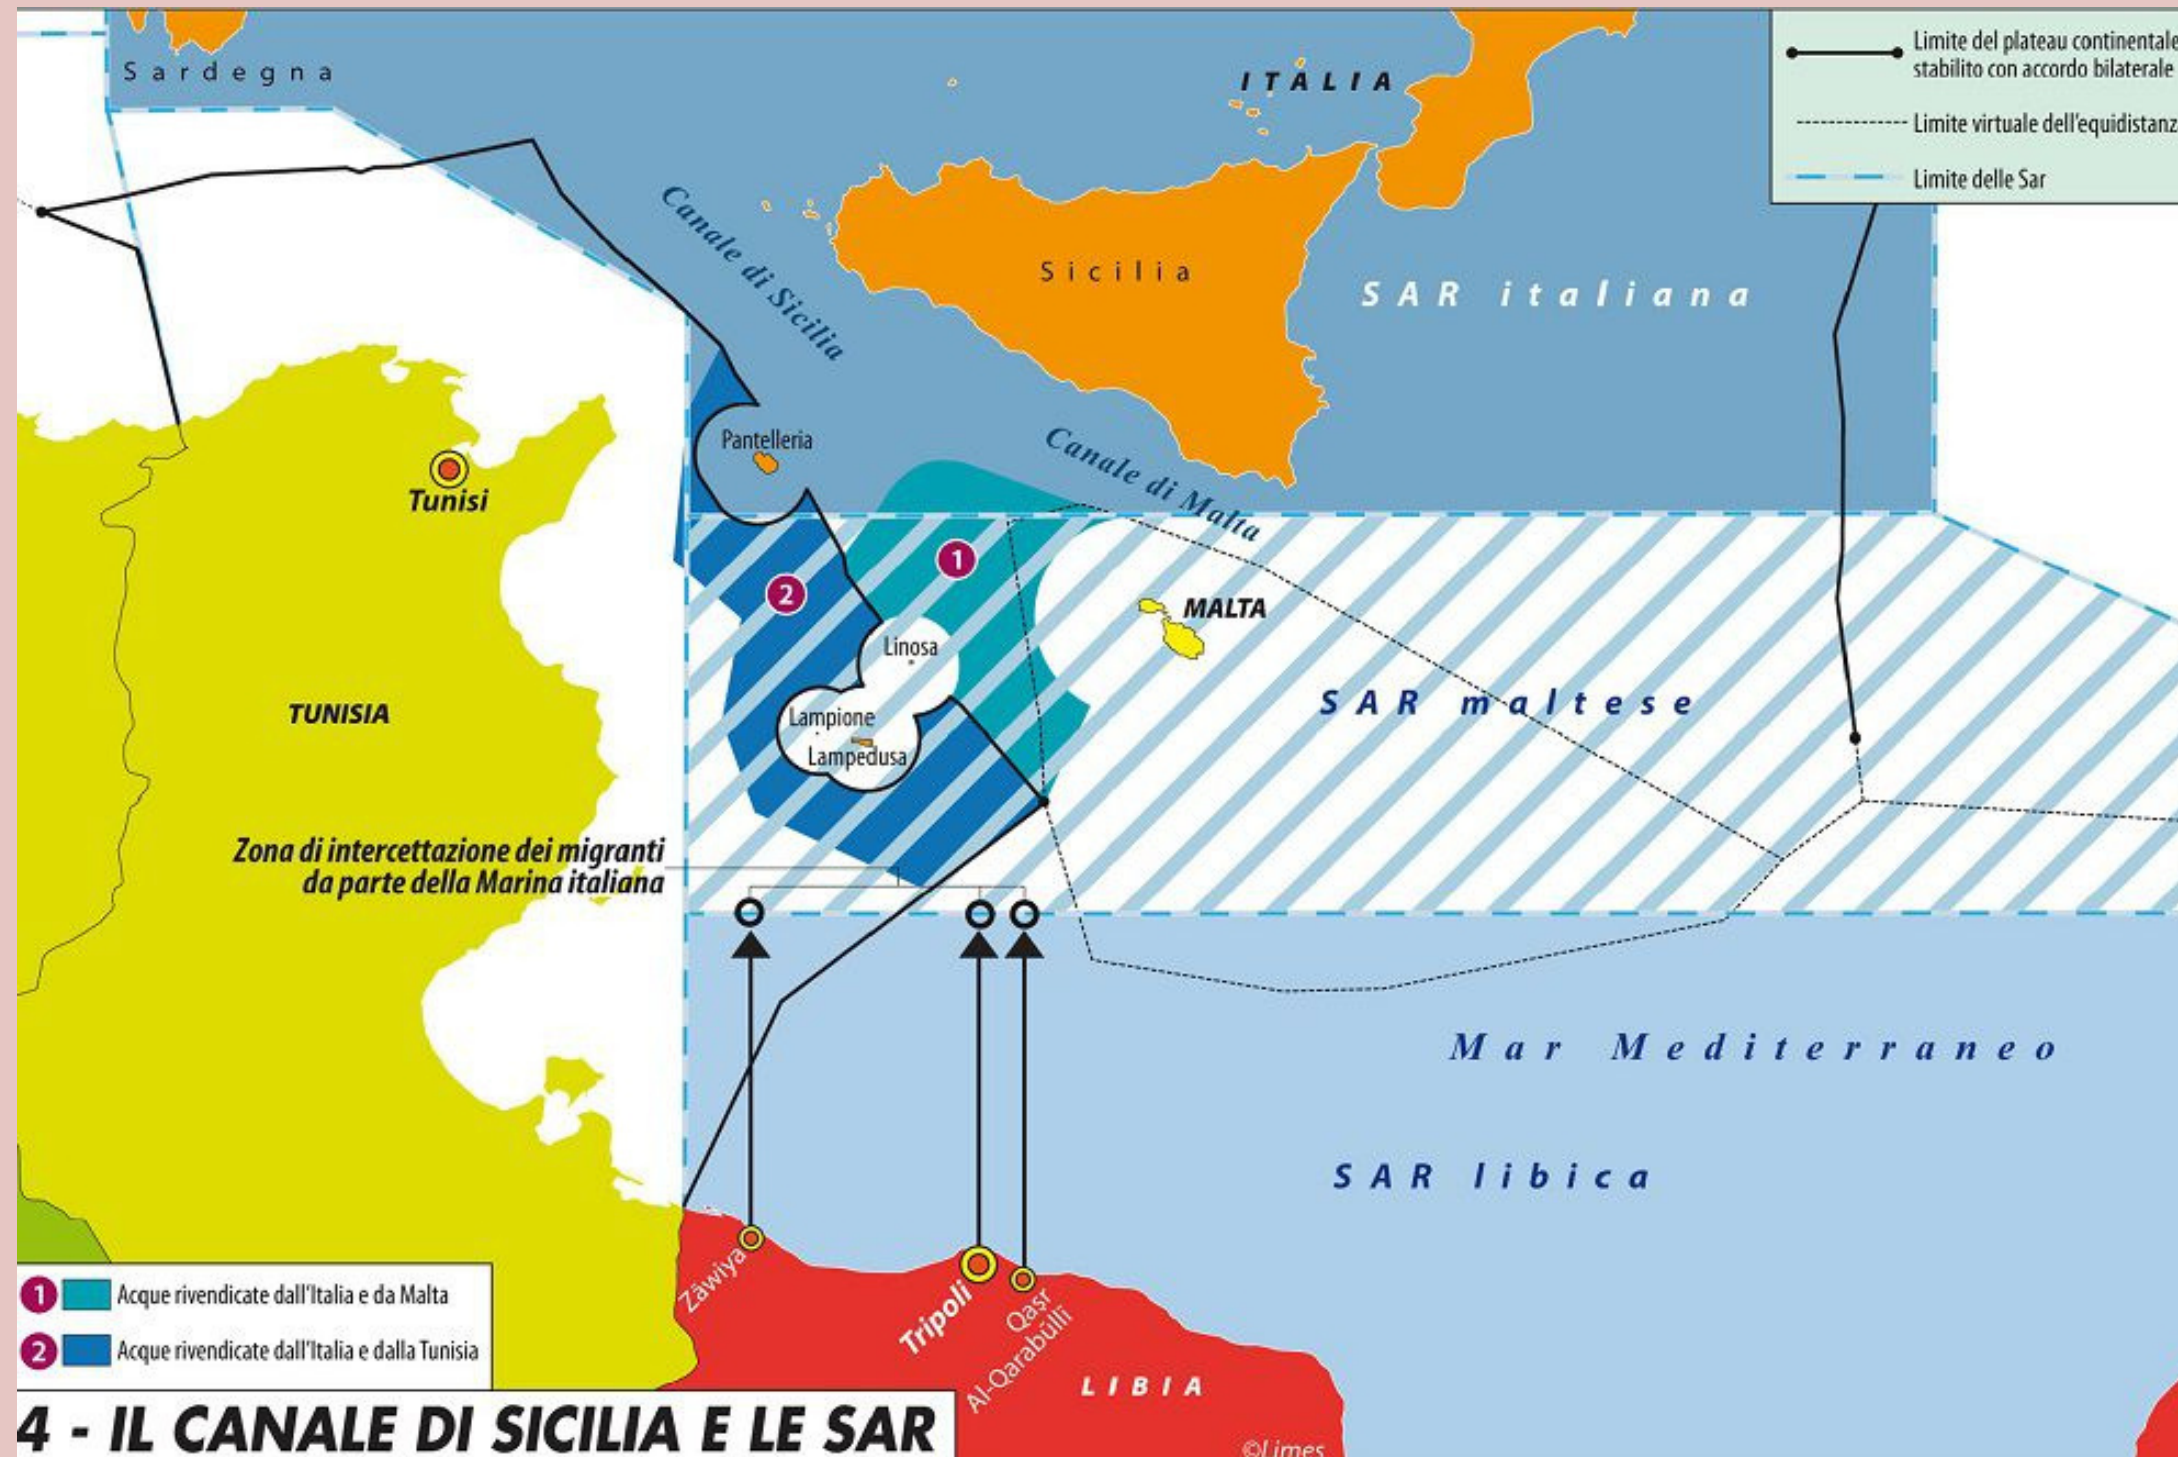 Sardegna
ITALIA
Limite del plateau continentale
stabilito con accordo bilaterale
Limite virtuale dell'equidistanz
Limite delle Sar
Canale di Sicilia
Sicilia
SAR italiana
Pantelleria
Canale di Malta
Tunisi
1
2
MALTA
Linosa
SAR maltese
TUNISIA
Lampione
Lampedusa
Zona di intercettazione dei migranti
da parte della Marina italiana
Mar Mediterraneo
SAR libica
Zāwiya
Tripoli
Qaṣr
Al-Qarabūllī
LIBIA
1 Acque rivendicate dall'Italia e da Malta
2 Acque rivendicate dall'Italia e dalla Tunisia
4 - IL CANALE DI SICILIA E LE SAR
©Limes